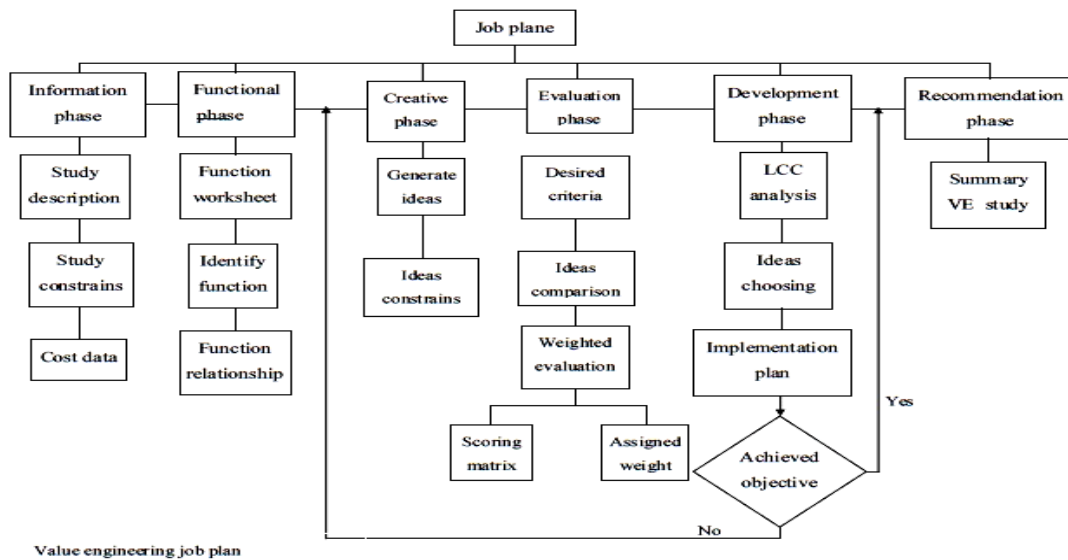 Job plane
Information
phase
Functional
phase
Creative
phase
Evaluation
phase
Development
phase
Recommendation
phase
Study
description
Function
worksheet
Generate
ideas
Desired
criteria
LCC
analysis
Summary
VE study
Study
constrains
Identify
function
Ideas
constrains
Ideas
comparison
Ideas
choosing
Cost data
Function
relationship
Weighted
evaluation
Implementation
plan
Yes
Scoring
matrix
Assigned
weight
Achieved
objective
No
Value engineering job plan